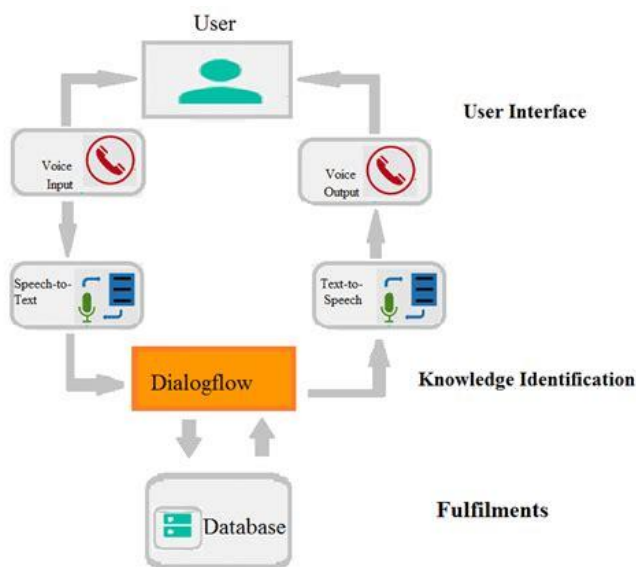 User
User Interface
Voice
Input
Voice
Output
Speech-to-
Text
Text-to-
Speech
Dialogflow
Knowledge Identification
Database
Fulfilments